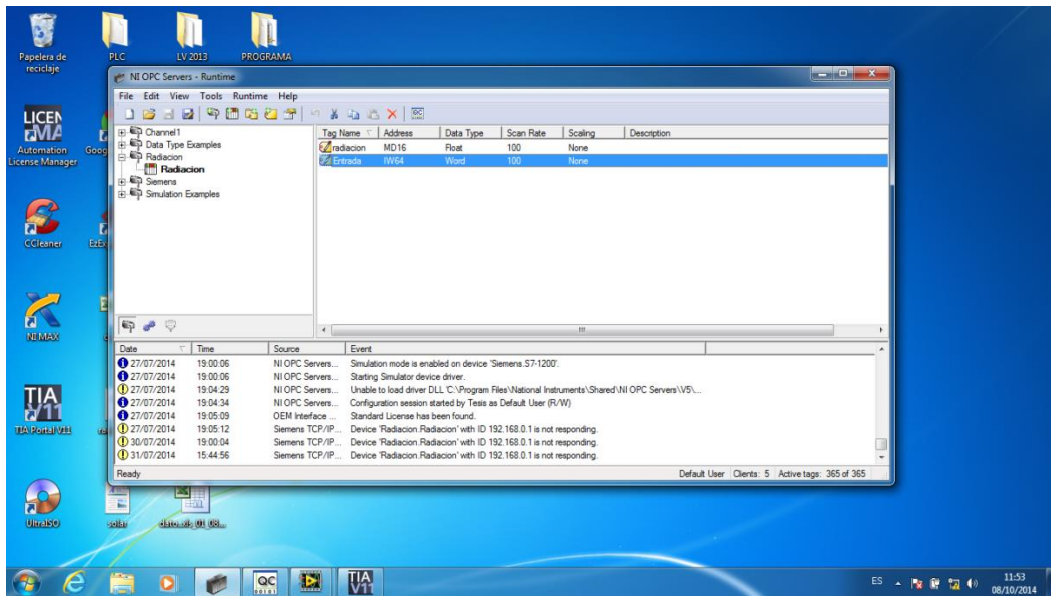 Papelera de reciclaje
PLC
LV 2013
PROGRAMA
NI OPC Servers - Runtime
File Edit View Tools Runtime Help
LICEN
Automation License Manager
Goog
Channel1
Data Type Examples
Radiacion
Radiacion
Siemens
Simulation Examples
Tag Name Address Data Type Scan Rate Scaling Description
radiacion MD16 Float 100 None
Entrada IW64 Word 100 None
CCleaner
NI MAX
Date Time Source Event
27/07/2014 19:00:06 NI OPC Servers... Simulation mode is enabled on device 'Siemens.S7-1200'.
27/07/2014 19:00:06 NI OPC Servers... Starting Simulator device driver.
27/07/2014 19:04:29 NI OPC Servers... Unable to load driver DLL 'C:\Program Files\National Instruments\Shared\NI OPC Servers\V5\...
27/07/2014 19:04:34 NI OPC Servers... Configuration session started by Tesis as Default User (R/W)
27/07/2014 19:05:09 OEM Interface ... Standard License has been found.
27/07/2014 19:05:12 Siemens TCP/IP... Device 'Radiacion.Radiacion' with ID 192.168.0.1 is not responding.
30/07/2014 19:00:04 Siemens TCP/IP... Device 'Radiacion.Radiacion' with ID 192.168.0.1 is not responding.
31/07/2014 15:44:56 Siemens TCP/IP... Device 'Radiacion.Radiacion' with ID 192.168.0.1 is not responding.
Ready
Default User Clients: 5 Active tags: 365 of 365
TIA V11
TIA Portal V11
UltraISO
solar
QC
TIA V11
ES
11:53
08/10/2014